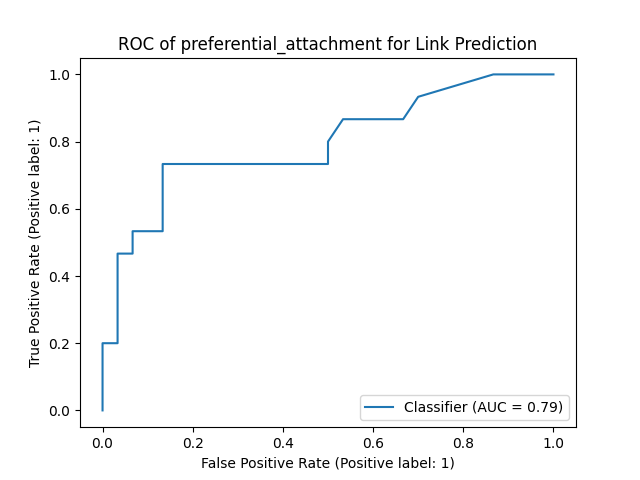 ROC of preferential_attachment for Link Prediction
True Positive Rate (Positive label: 1)
1.0
0.8
0.6
0.4
0.2
0.0
Classifier (AUC = 0.79)
0.0 0.2 0.4 0.6 0.8 1.0
False Positive Rate (Positive label: 1)